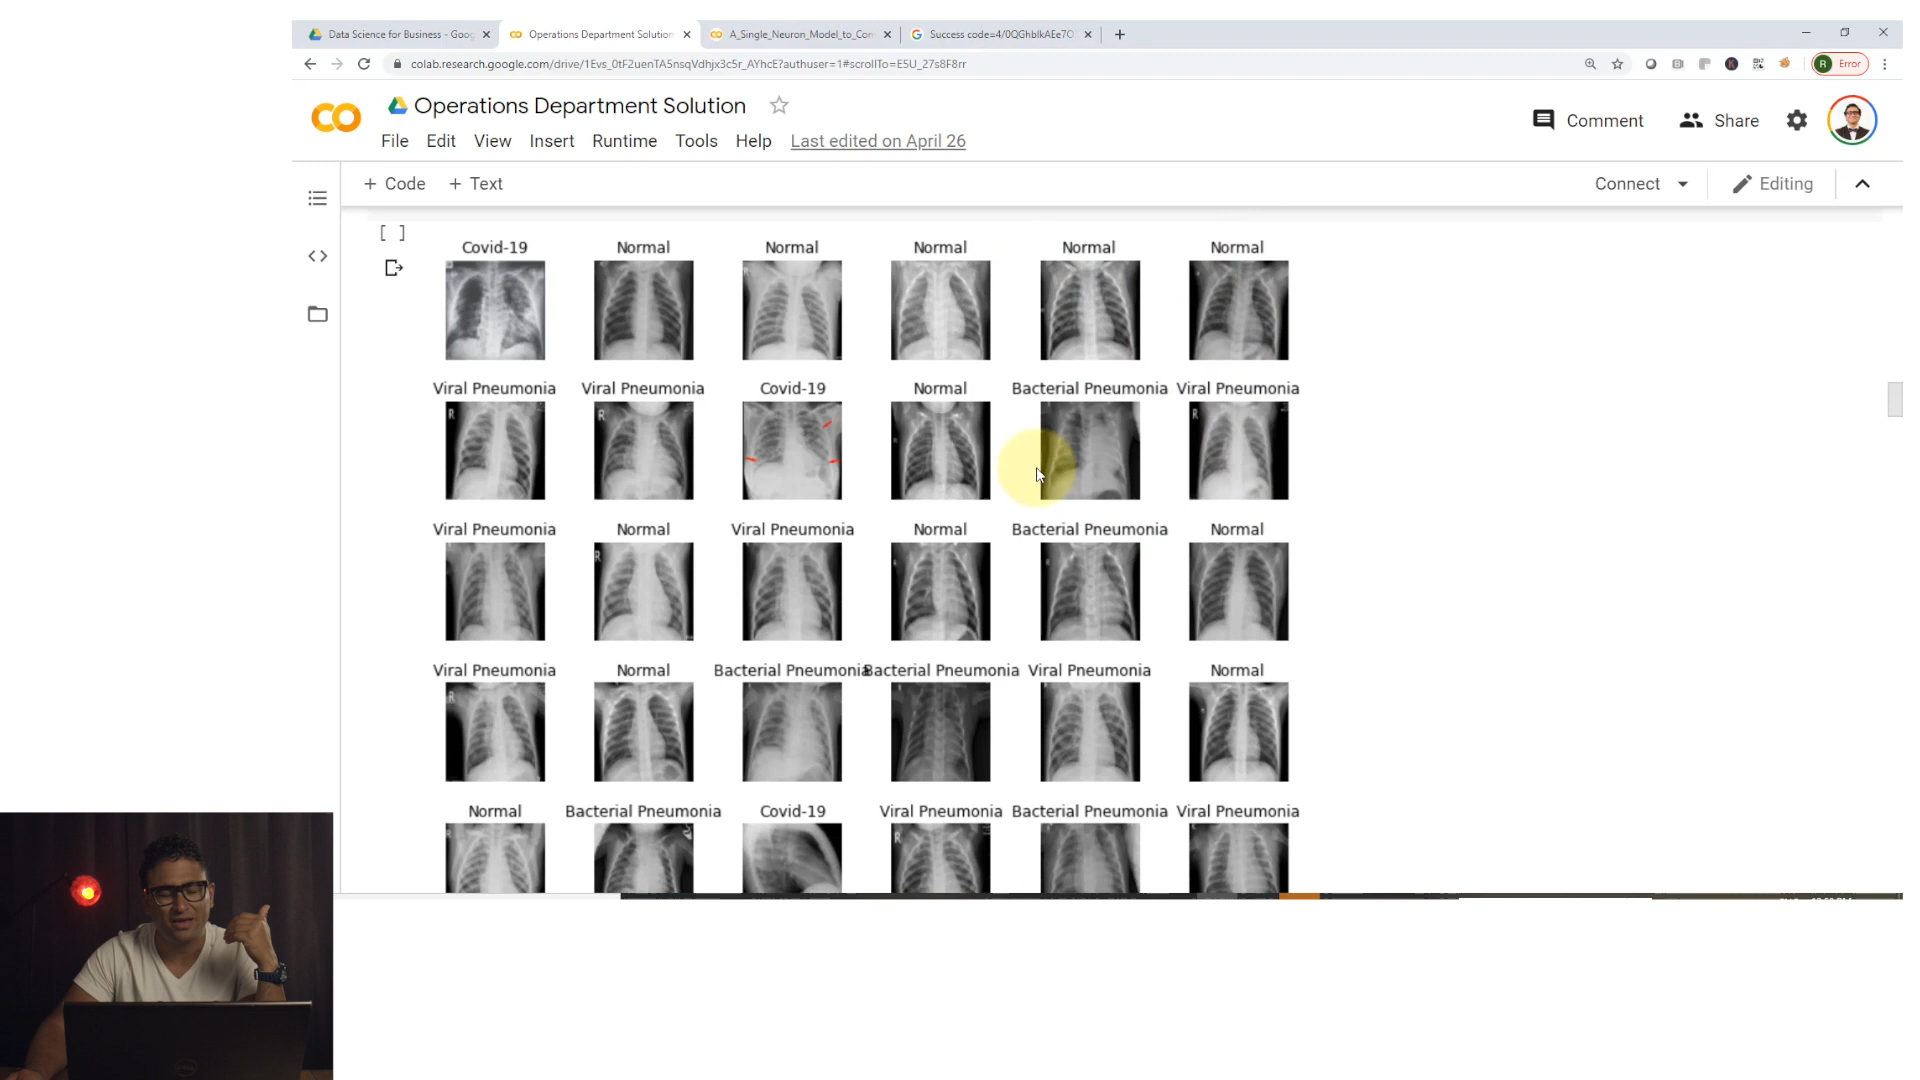 Data Science for Business - Goog
Operations Department Solution
A_Single_Neuron_Model_to_Con
Success code=4/0QGhblkAEe7O
colab.research.google.com/drive/1Evs_0tF2uenTA5nsqVdhjx3c5r_AYhcE?authuser=1#scrollTo=E5U_27s8F8rr
R Error
Operations Department Solution
Comment
Share
File Edit View Insert Runtime Tools Help Last edited on April 26
+ Code + Text
Connect
Editing
[ ]
Covid-19 Normal Normal Normal Normal Normal
Viral Pneumonia Viral Pneumonia Covid-19 Normal Bacterial Pneumonia Viral Pneumonia
Viral Pneumonia Normal Viral Pneumonia Normal Bacterial Pneumonia Normal
Viral Pneumonia Normal Bacterial Pneumonia Bacterial Pneumonia Viral Pneumonia Normal
Normal Bacterial Pneumonia Covid-19 Viral Pneumonia Bacterial Pneumonia Viral Pneumonia